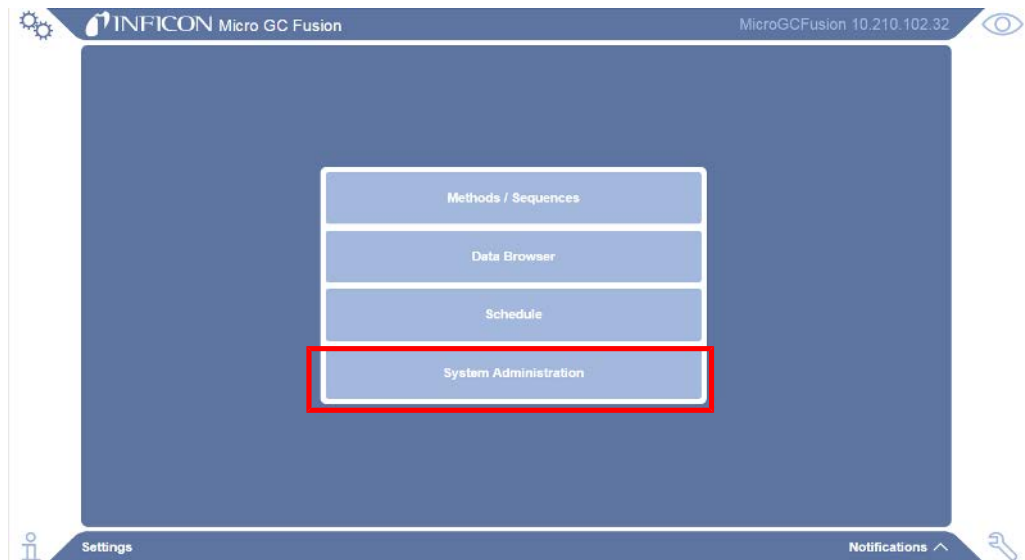 INFICON Micro GC Fusion
MicroGCFusion 10.210.102.32
Methods / Sequences
Data Browser
Schedule
System Administration
Settings
Notifications